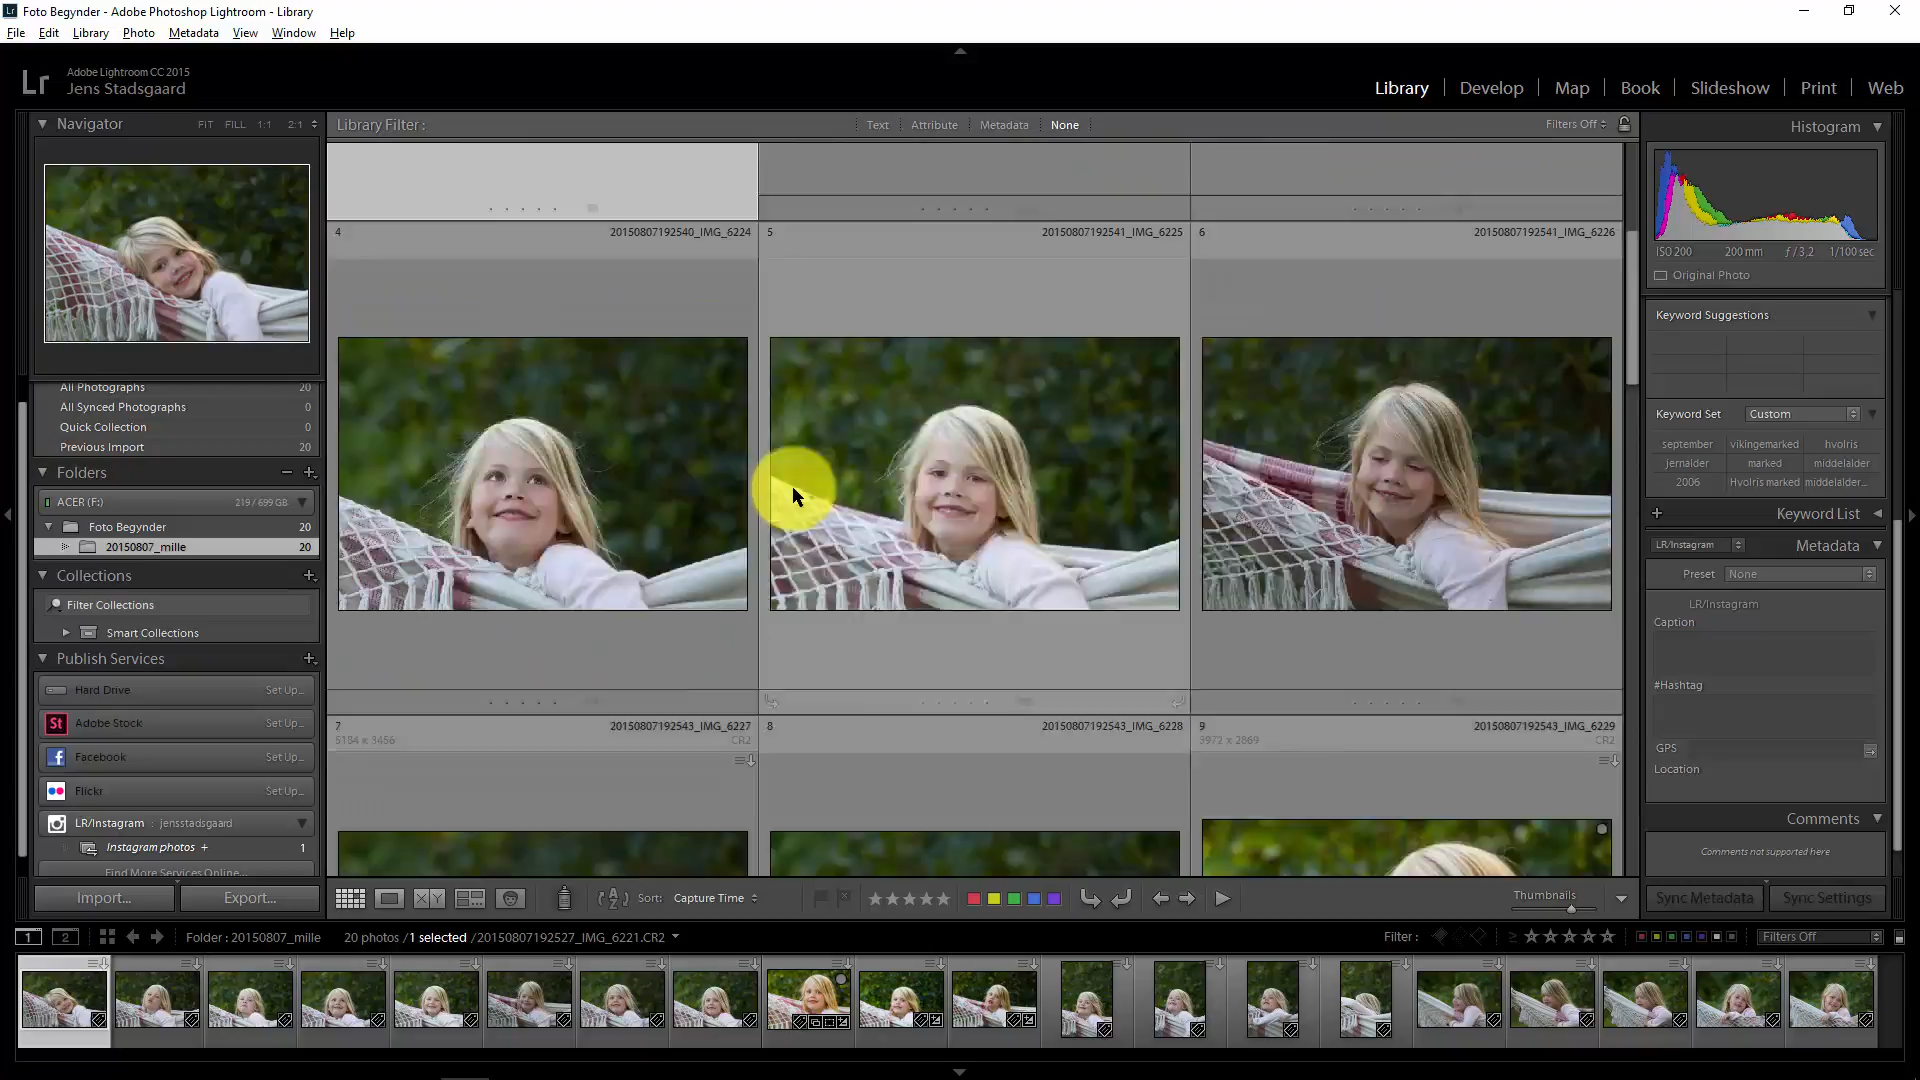 Foto Begynder - Adobe Photoshop Lightroom - Library
File Edit Library Photo Metadata View Window Help
Lr Adobe Lightroom CC 2015
Jens Stadsgaard
Library Develop Map Book Slideshow Print Web
Navigator FIT FILL 1:1 2:1
Library Filter : Text Attribute Metadata None Filters Off
Histogram
4 20150807192540_IMG_6224 5 20150807192541_IMG_6225 6 20150807192541_IMG_6226
ISO 200 200 mm ƒ / 3,2 1/100 sec
Original Photo
Keyword Suggestions
All Photographs 20
All Synced Photographs 0
Quick Collection 0
Previous Import 20
Folders
ACER (F:) 219 / 699 GB
Foto Begynder 20
20150807_mille 20
Collections
Filter Collections
Smart Collections
Publish Services
Hard Drive Set Up...
St Adobe Stock Set Up...
Facebook Set Up...
Flickr Set Up...
LR/Instagram : jensstadsgaard
Instagram photos + 1
Find More Services Online...
Import... Export...
Keyword Set Custom
september vikingemarked hvolris
jernalder marked middelalder
2006 Hvolris marked middelalder...
Keyword List
LR/Instagram Metadata
Preset None
LR/Instagram
Caption
#Hashtag
GPS
Location
Comments
Comments not supported here
Sync Metadata Sync Settings
7 20150807192543_IMG_6227 8 20150807192543_IMG_6228 9 20150807192543_IMG_6229
5184 x 3456 CR2 3972 x 2869 CR2
XY Sort: Capture Time Thumbnails
1 2 Folder : 20150807_mille 20 photos / 1 selected / 20150807192527_IMG_6221.CR2 Filter : Filters Off